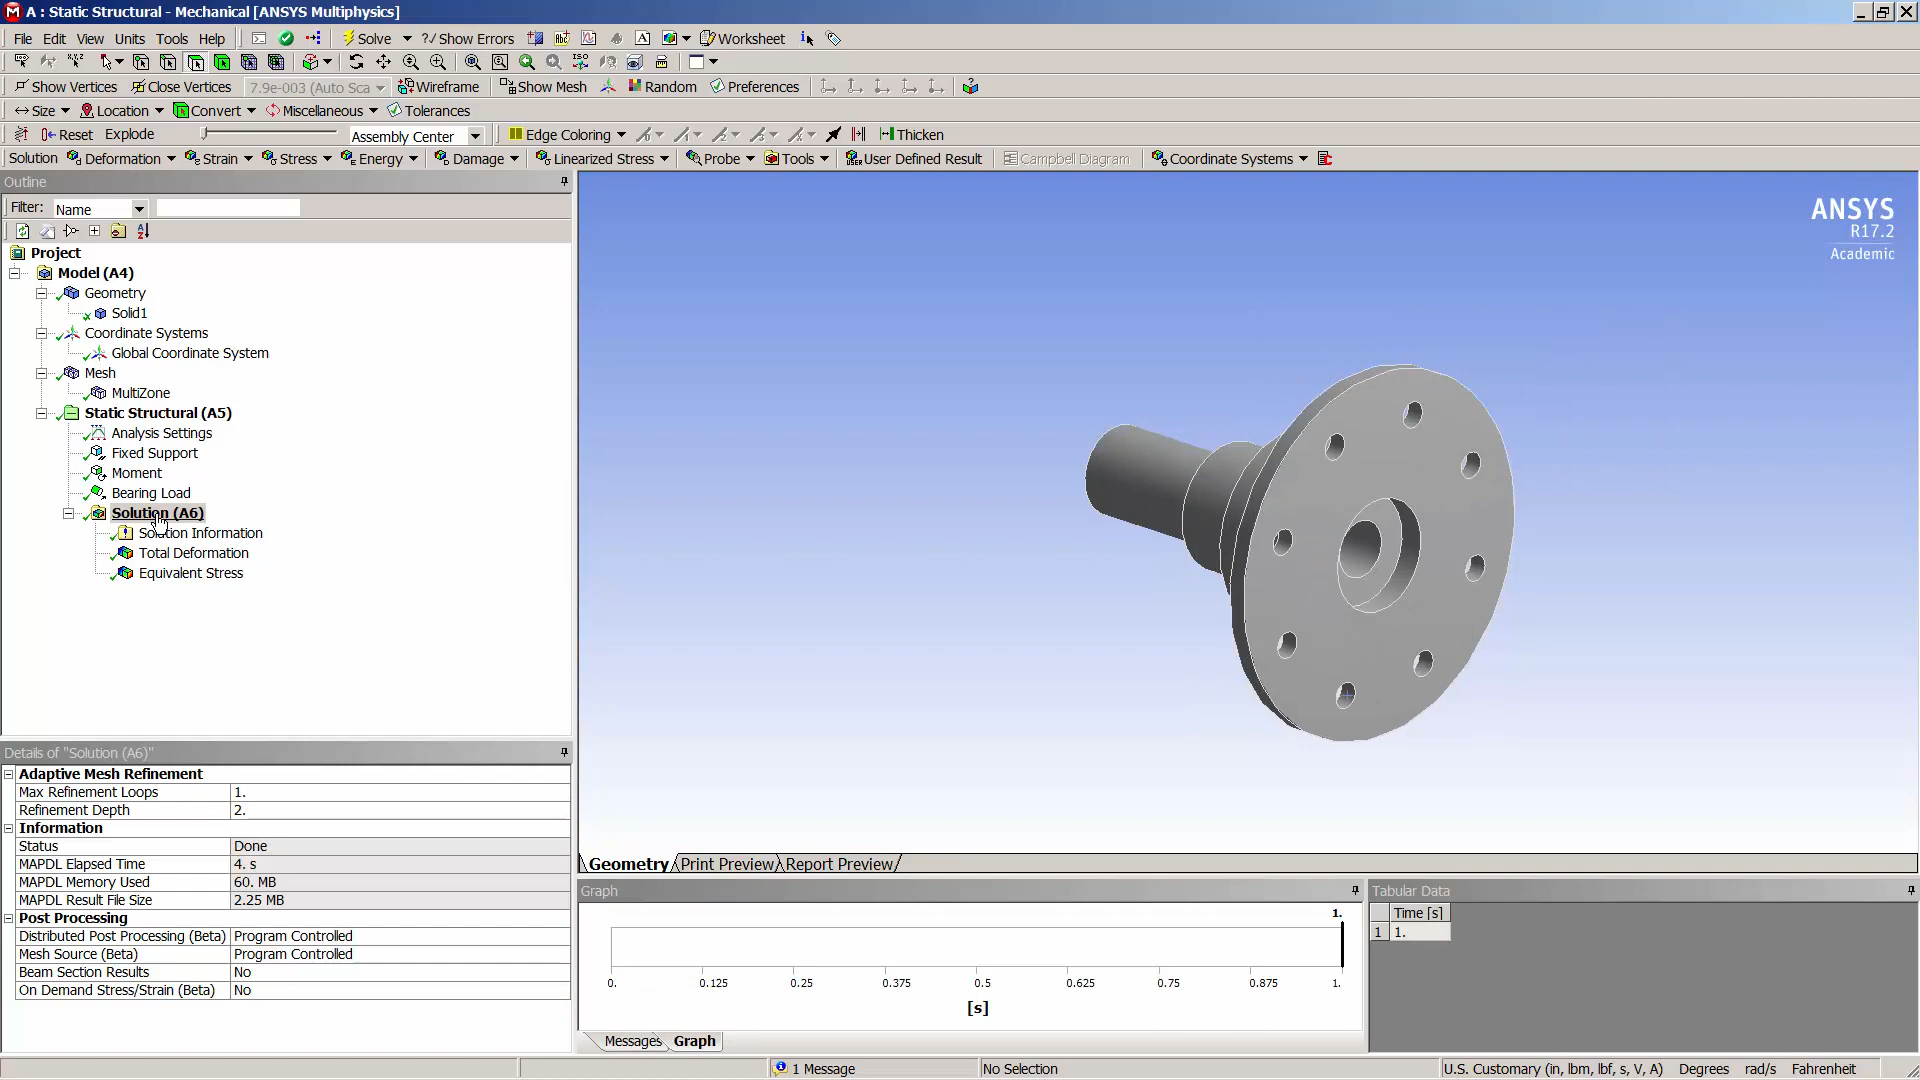 A : Static Structural - Mechanical [ANSYS Multiphysics]
File Edit View Units Tools Help Solve ?/ Show Errors Worksheet
Show Vertices Close Vertices 7.9e-003 (Auto Sca Wireframe Show Mesh Random Preferences
Size Location Convert Miscellaneous Tolerances
Reset Explode Assembly Center Edge Coloring Thicken
Solution Deformation Strain Stress Energy Damage Linearized Stress Probe Tools User Defined Result Campbell Diagram Coordinate Systems
Outline
Filter: Name
Project
Model (A4)
Geometry
Solid1
Coordinate Systems
Global Coordinate System
Mesh
MultiZone
Static Structural (A5)
Analysis Settings
Fixed Support
Moment
Bearing Load
Solution (A6)
Solution Information
Total Deformation
Equivalent Stress
Details of "Solution (A6)"
Adaptive Mesh Refinement
Max Refinement Loops 1.
Refinement Depth 2.
Information
Status Done
MAPDL Elapsed Time 4. s
MAPDL Memory Used 60. MB
MAPDL Result File Size 2.25 MB
Post Processing
Distributed Post Processing (Beta) Program Controlled
Mesh Source (Beta) Program Controlled
Beam Section Results No
On Demand Stress/Strain (Beta) No
ANSYS
R17.2
Academic
Geometry Print Preview Report Preview
Graph
1.
0. 0.125 0.25 0.375 0.5 0.625 0.75 0.875 1.
[s]
Messages Graph
Tabular Data
Time [s]
1 1.
1 Message No Selection U.S. Customary (in, lbm, lbf, s, V, A) Degrees rad/s Fahrenheit